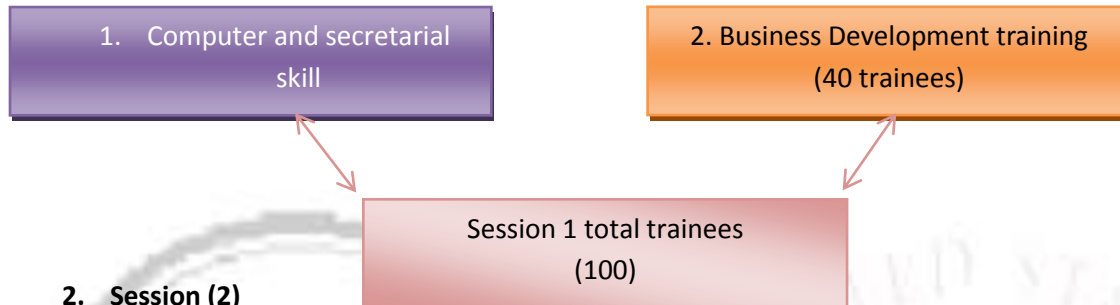 1. Computer and secretarial
skill
2. Business Development training
(40 trainees)
Session 1 total trainees
(100)
2. Session (2)